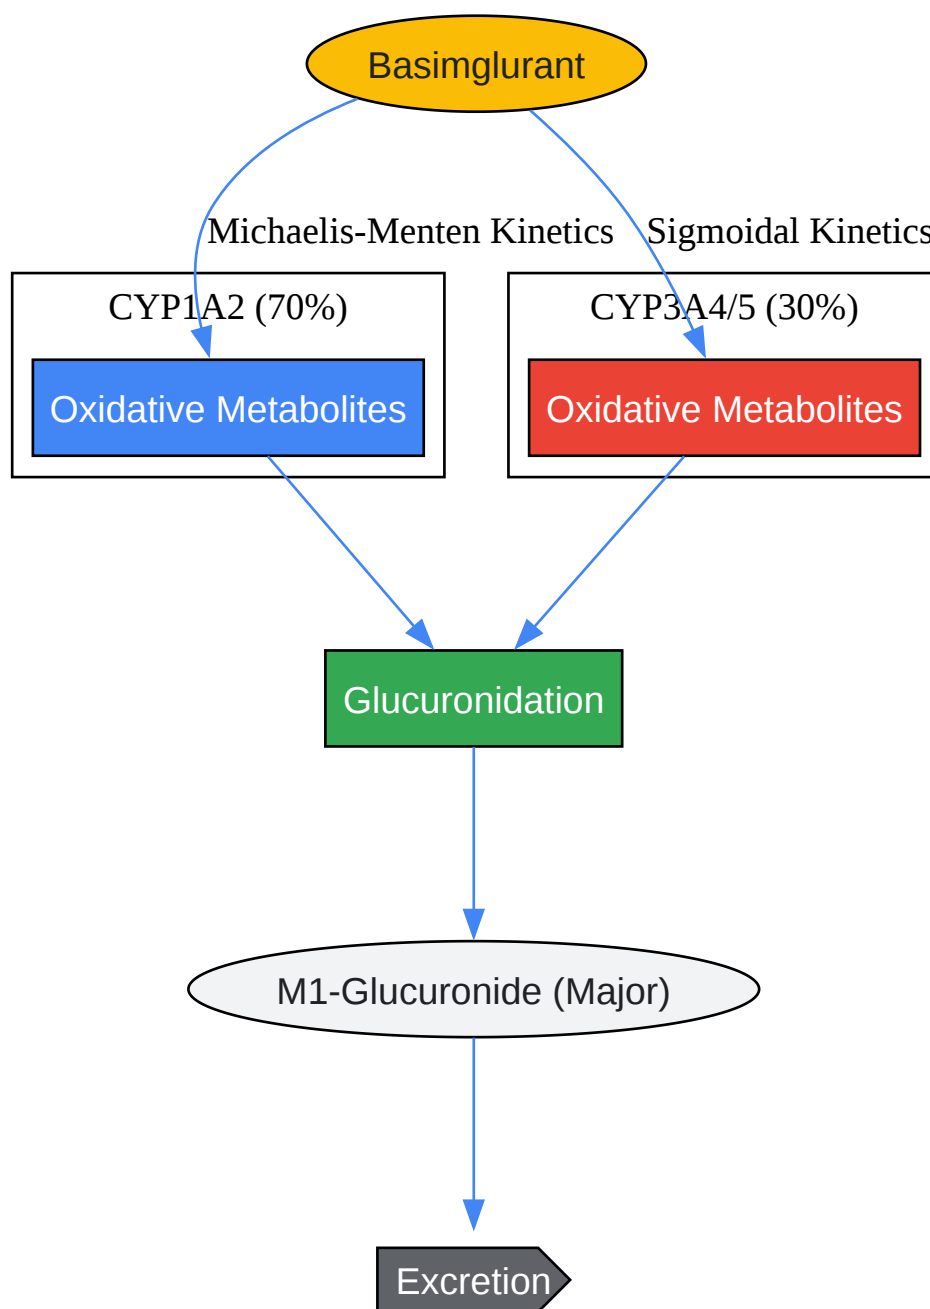 Basimglurant
Michaelis-Menten Kinetics
Sigmoidal Kinetics
CYP1A2 (70%)
CYP3A4/5 (30%)
Oxidative Metabolites
Oxidative Metabolites
Glucuronidation
M1-Glucuronide (Major)
Excretion